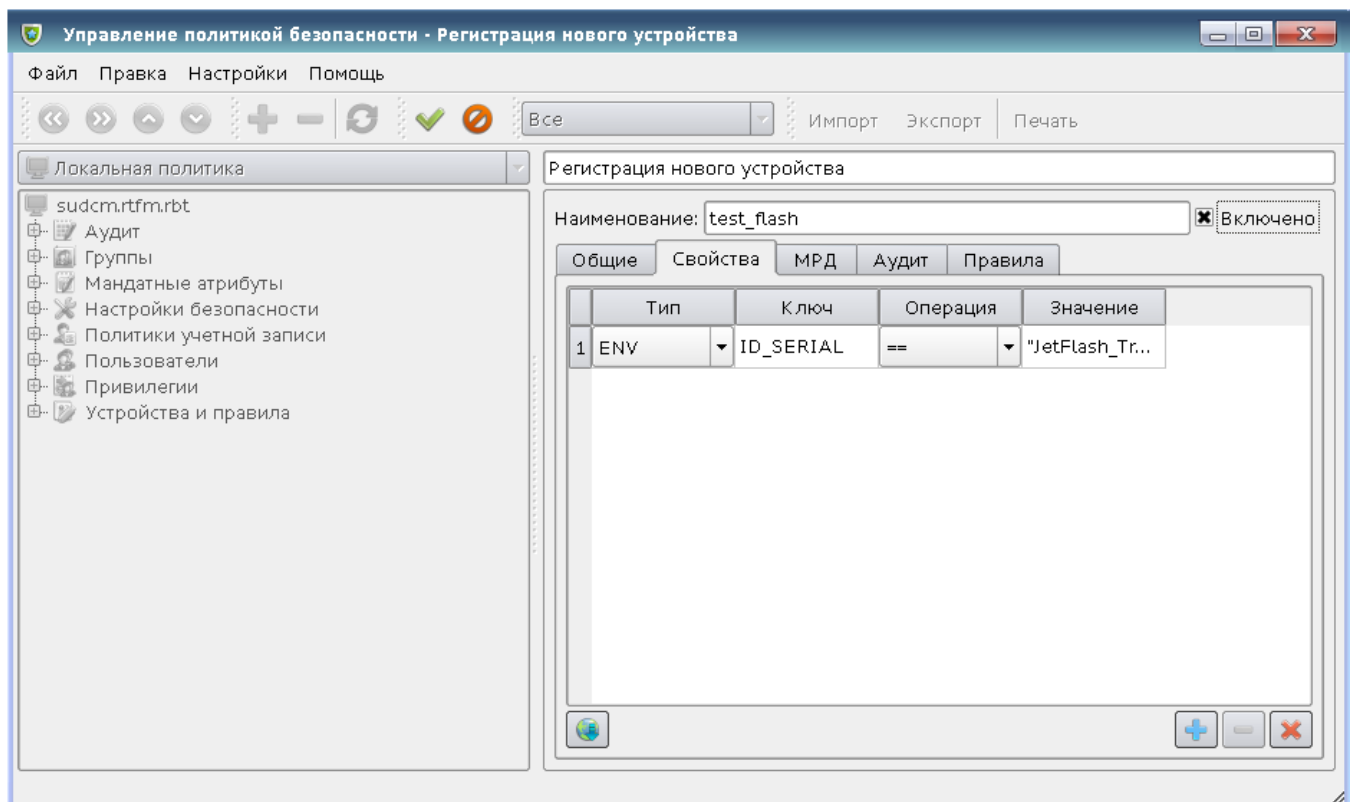 Управление политикой безопасности - Регистрация нового устройства
Файл Правка Настройки Помощь
Все Импорт Экспорт Печать
Локальная политика
Регистрация нового устройства
sudcm.rtfm.rbt
Аудит
Группы
Мандатные атрибуты
Настройки безопасности
Политики учетной записи
Пользователи
Привилегии
Устройства и правила
Наименование: test_flash Включено
Общие Свойства МРД Аудит Правила
Тип Ключ Операция Значение
1 ENV ID_SERIAL == "JetFlash_Tr...